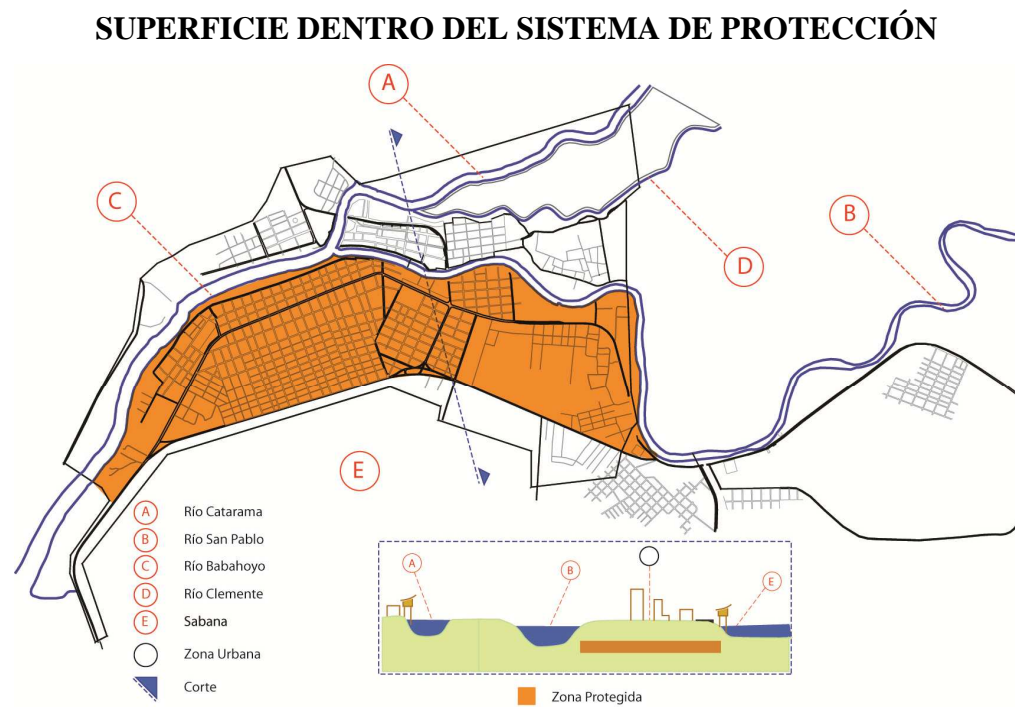 SUPERFICIE DENTRO DEL SISTEMA DE PROTECCIÓN
A
C
B
D
E
A Río Catarama
B Río San Pablo
C Río Babahoyo
D Río Clemente
E Sabana
Zona Urbana
Corte
A
B
E
Zona Protegida